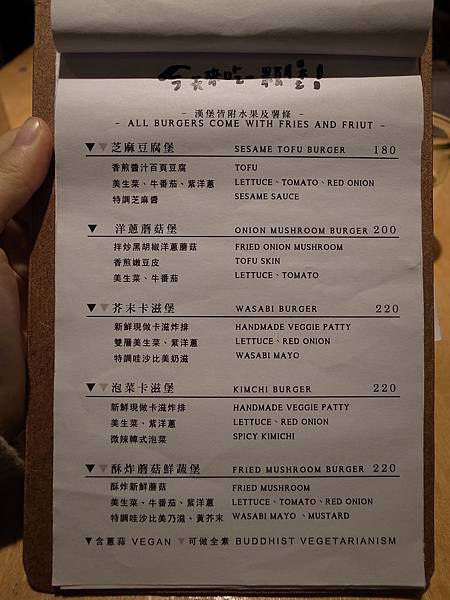 今天來吃一顆堡!
- 漢堡皆附水果及薯條 -
- ALL BURGERS COME WITH FRIES AND FRIUT -
▼▼芝麻豆腐堡 SESAME TOFU BURGER 180
香煎醬汁百頁豆腐 TOFU
美生菜、牛番茄、紫洋蔥 LETTUCE、TOMATO、RED ONION
特調芝麻醬 SESAME SAUCE
▼ 洋蔥蘑菇堡 ONION MUSHROOM BURGER 200
拌炒黑胡椒洋蔥蘑菇 FRIED ONION MUSHROOM
香煎嫩豆皮 TOFU SKIN
美生菜、牛番茄 LETTUCE、TOMATO
▼▼芥末卡滋堡 WASABI BURGER 220
新鮮現做卡滋炸排 HANDMADE VEGGIE PATTY
雙層美生菜、紫洋蔥 LETTUCE、RED ONION
特調哇沙比美奶滋 WASABI MAYO
▼▼泡菜卡滋堡 KIMCHI BURGER 220
新鮮現做卡滋炸排 HANDMADE VEGGIE PATTY
美生菜、紫洋蔥 LETTUCE、RED ONION
微辣韓式泡菜 SPICY KIMICHI
▼▼酥炸蘑菇鮮蔬堡 FRIED MUSHROOM BURGER 220
酥炸新鮮蘑菇 FRIED MUSHROOM
美生菜、牛番茄、紫洋蔥 LETTUCE、TOMATO、RED ONION
特調哇沙比美乃滋、黃芥末 WASABI MAYO 、MUSTARD
▼含蔥蒜 VEGAN ▼可做全素 BUDDHIST VEGETARIANISM